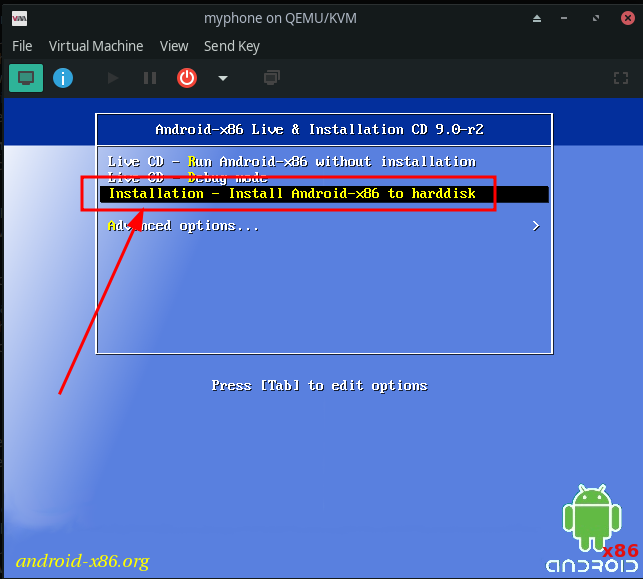 myphone on QEMU/KVM
File Virtual Machine View Send Key
Android-x86 Live & Installation CD 9.0-r2
Live CD - Run Android-x86 without installation
Live CD - Debug mode
Installation - Install Android-x86 to harddisk
Advanced options... >
Press [Tab] to edit options
android-x86.org
x86
ANDROID